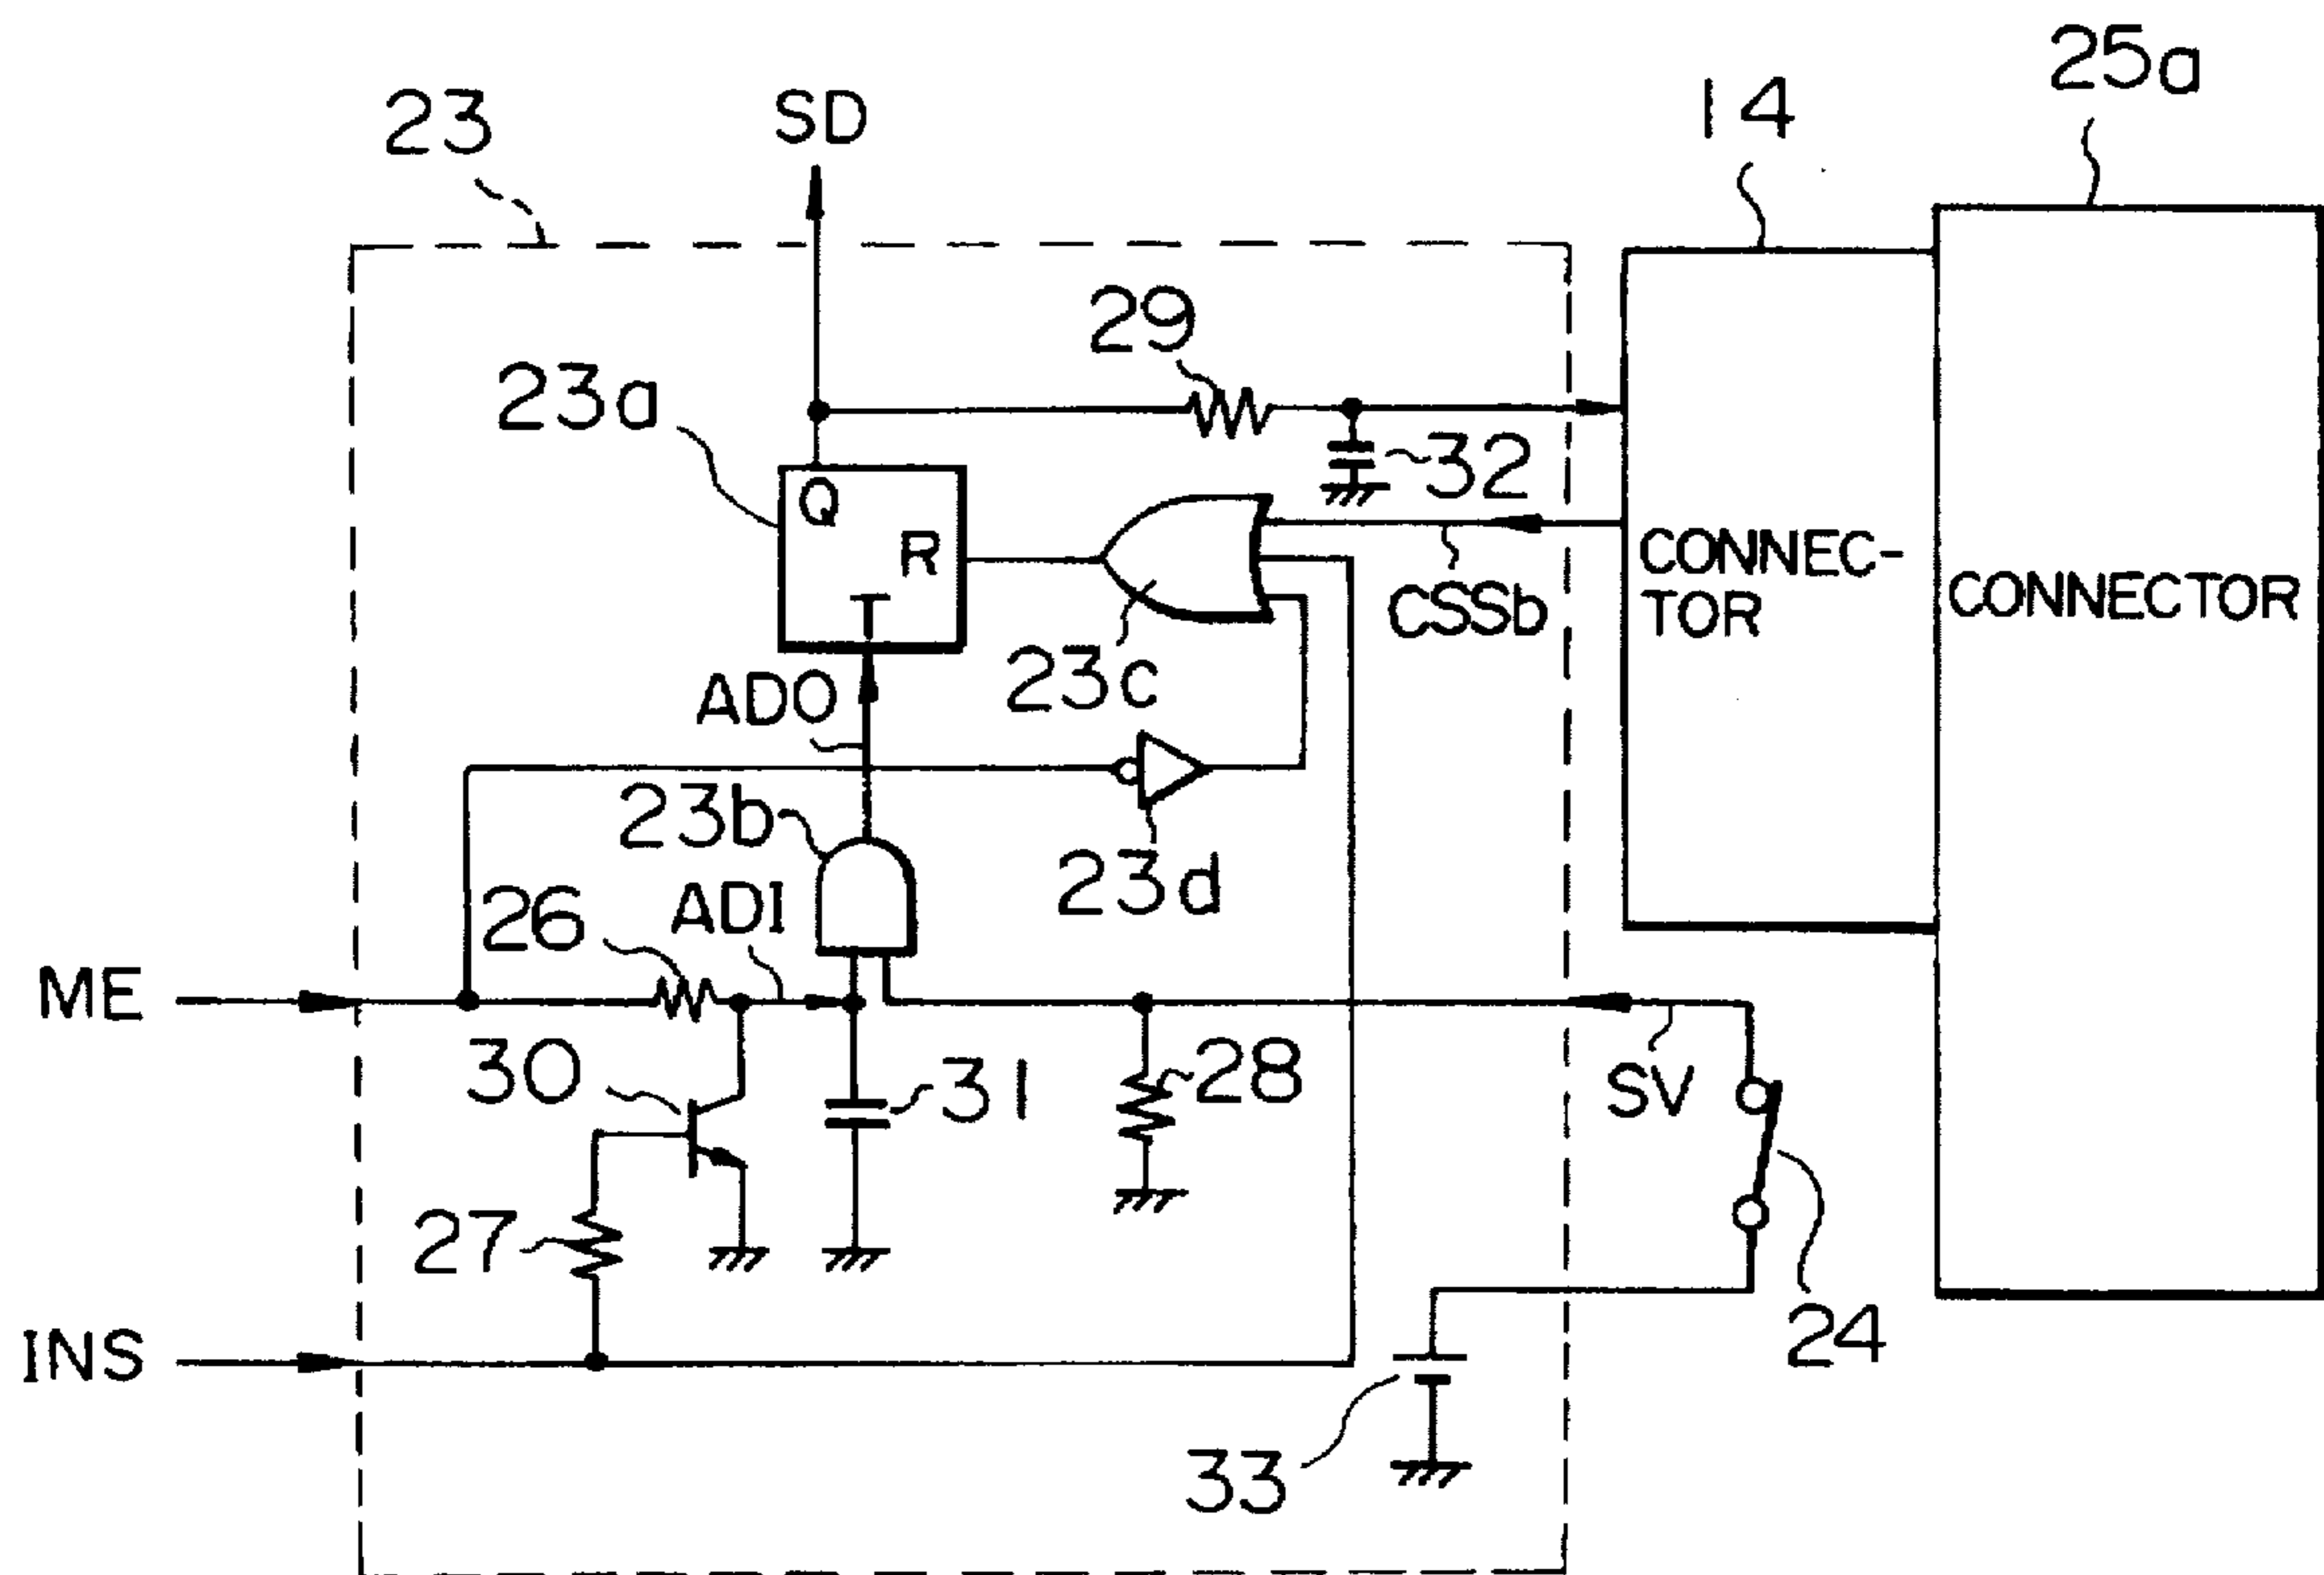 25a
14
23
SD
29
23a
32
Q
R
T
CONNEC-
TOR
CONNECTOR
CSSb
23c
ADO
23b
23d
26
ADI
ME
30
31
28
SV
27
24
INS
33